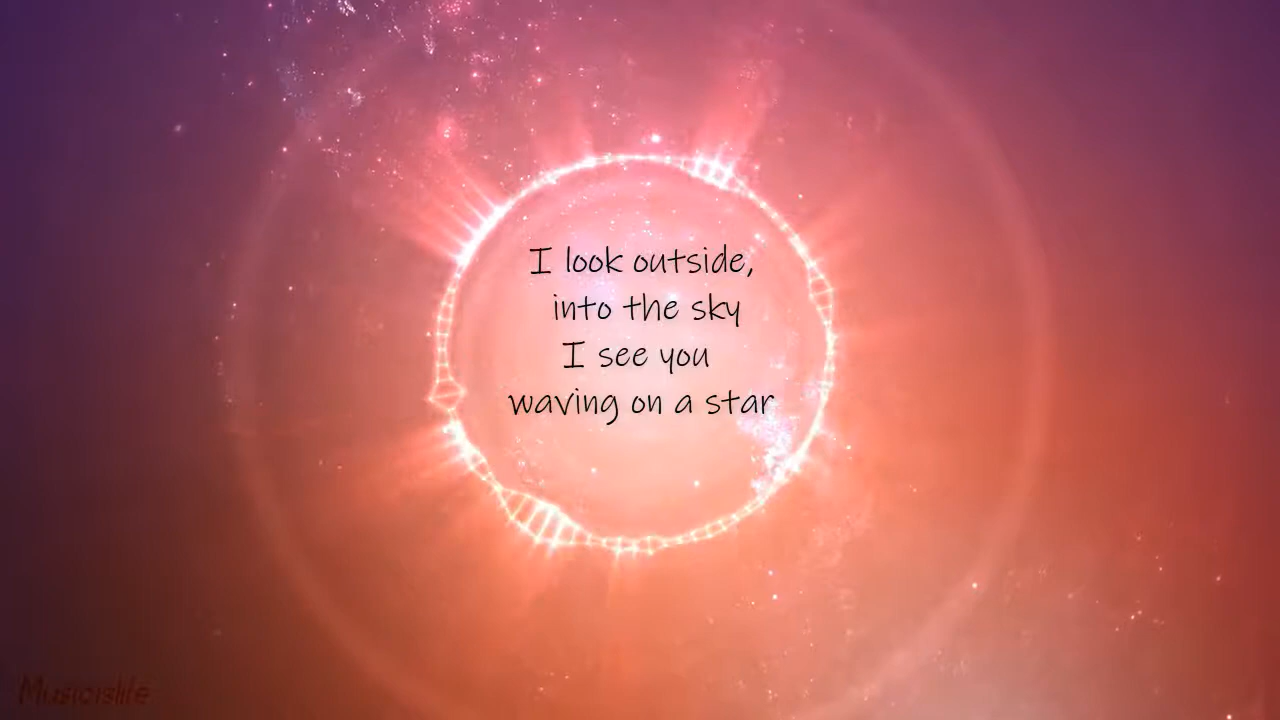 I look outside,
into the sky
I see you
waving on a star
Musicislife